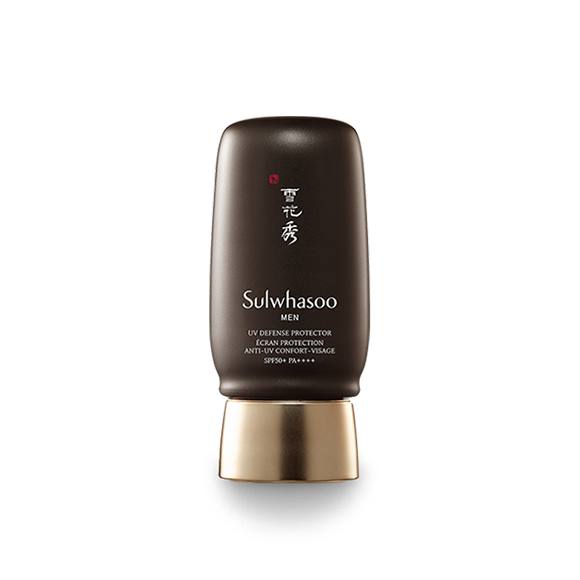 雪
花
秀
Sulwhasoo
MEN
UV DEFENSE PROTECTOR
ÉCRAN PROTECTION
ANTI-UV CONFORT-VISAGE
SPF50+ PA++++